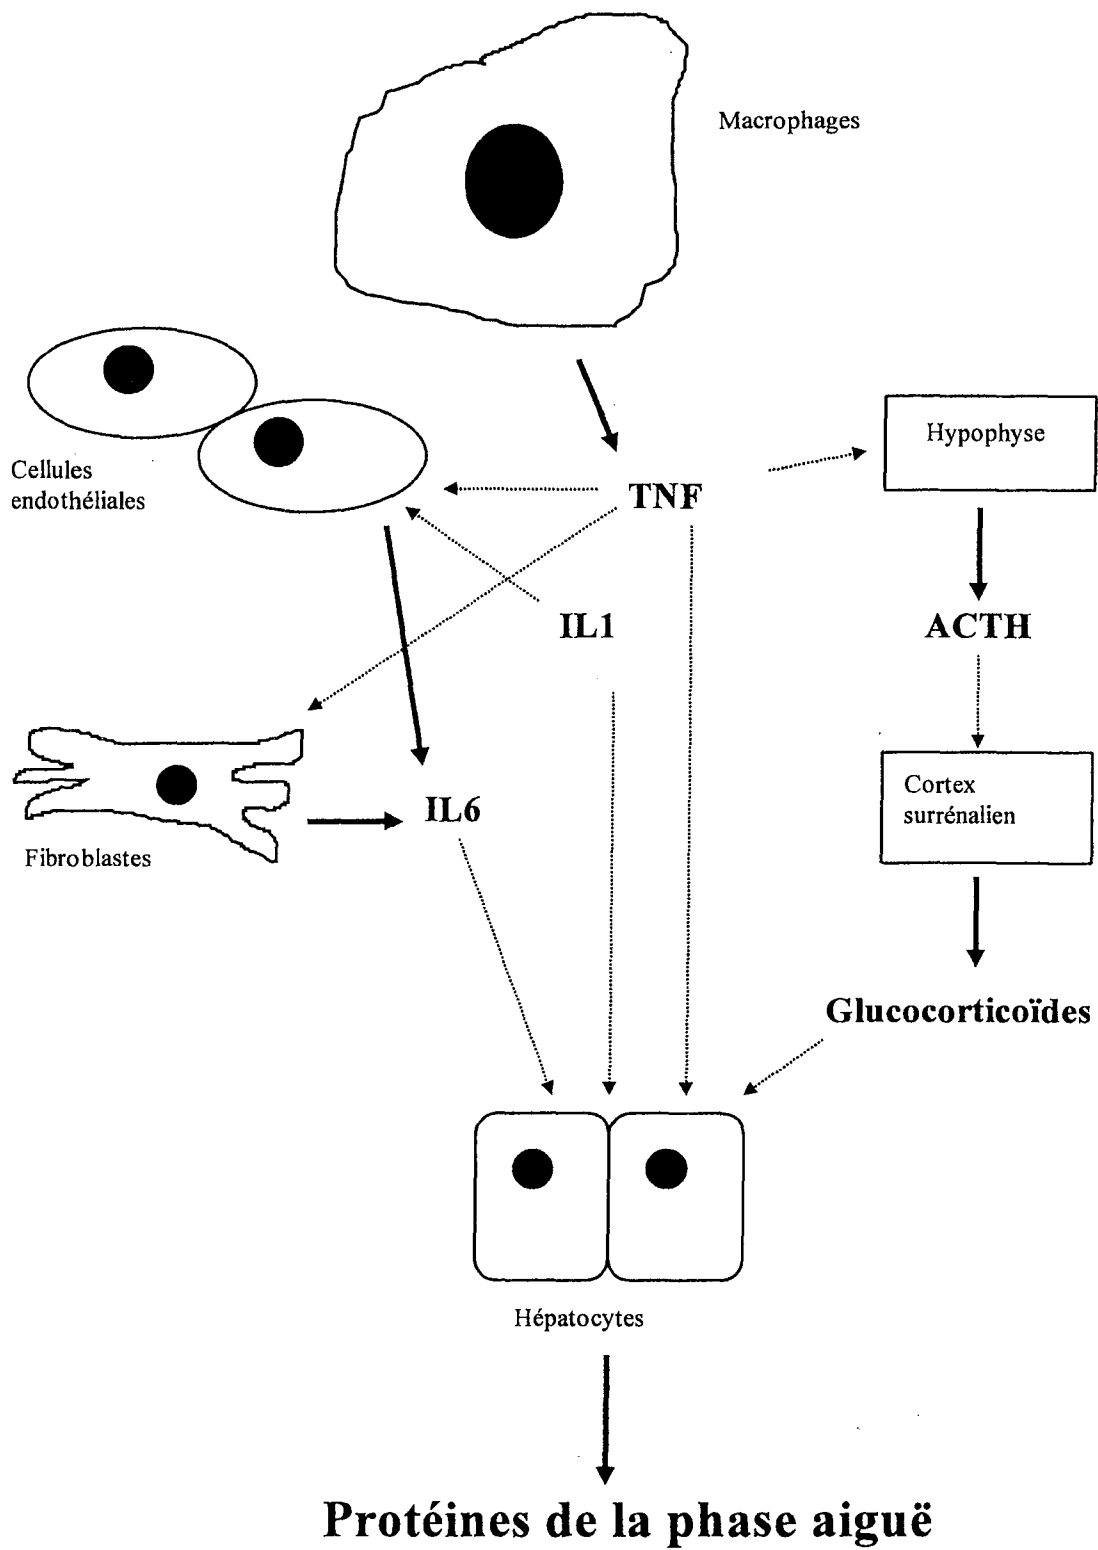 Macrophages
Hypophyse
Cellules
endothéliales
TNF
IL1
ACTH
Cortex
surrénalien
IL6
Fibroblastes
Glucocorticoïdes
Hépatocytes
Protéines de la phase aiguë